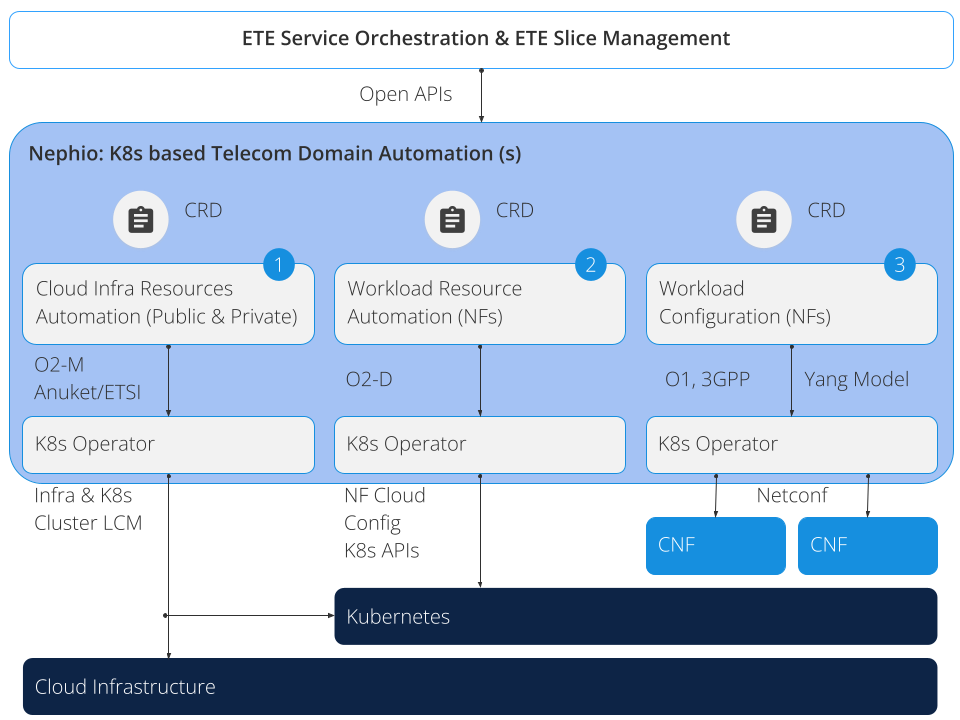 ETE Service Orchestration & ETE Slice Management
Open APIs
Nephio: K8s based Telecom Domain Automation (s)
CRD
CRD
CRD
1
2
3
Cloud Infra Resources
Automation (Public & Private)
Workload Resource
Automation (NFs)
Workload
Configuration (NFs)
O2-M
Anuket/ETSI
O2-D
O1, 3GPP
Yang Model
K8s Operator
K8s Operator
K8s Operator
Infra & K8s
Cluster LCM
NF Cloud
Config
K8s APIs
Netconf
CNF
CNF
Kubernetes
Cloud Infrastructure